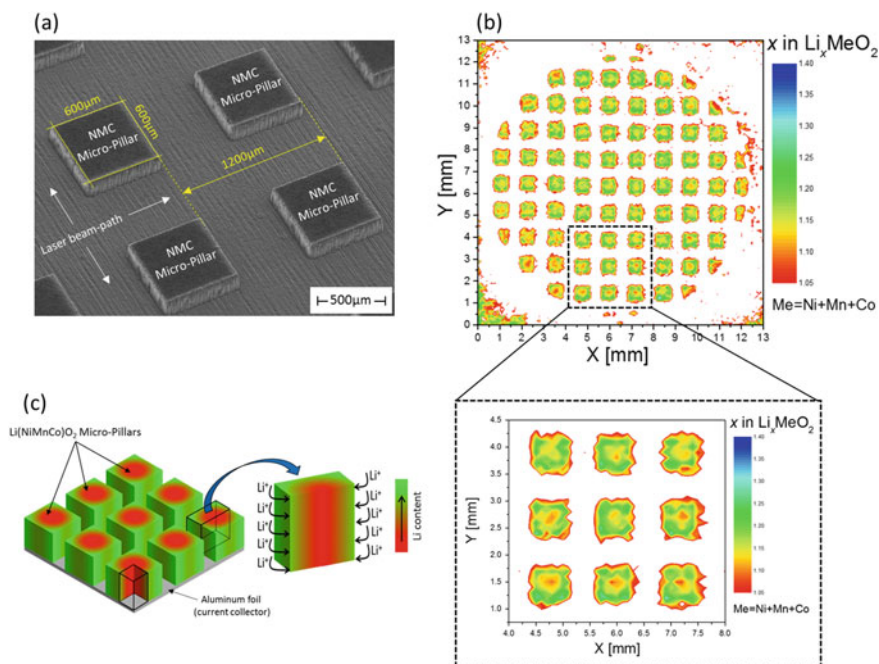 (a)
NMC
Micro-Pillar
600µm
600µm
NMC
Micro-Pillar
1200µm
NMC
Micro-Pillar
NMC
Micro-Pillar
Laser beam-path
500µm
(b)
x in LixMeO2
13
12
11
10
9
8
7
6
5
4
3
2
1
0
Y [mm]
0 1 2 3 4 5 6 7 8 9 10 11 12 13
X [mm]
1.40
1.35
1.30
1.25
1.20
1.15
1.10
1.05
Me=Ni+Mn+Co
(c)
Li(NiMnCo)O2 Micro-Pillars
Li+ Li+
Li+ Li+
Li+ Li+
Li+ Li+
Li+ Li+
Li content
Aluminum foil
(current collector)
x in LixMeO2
4.5
4.0
3.5
3.0
2.5
2.0
1.5
1.0
Y [mm]
4.0 4.5 5.0 5.5 6.0 6.5 7.0 7.5 8.0
X [mm]
1.40
1.35
1.30
1.25
1.20
1.15
1.10
1.05
Me=Ni+Mn+Co